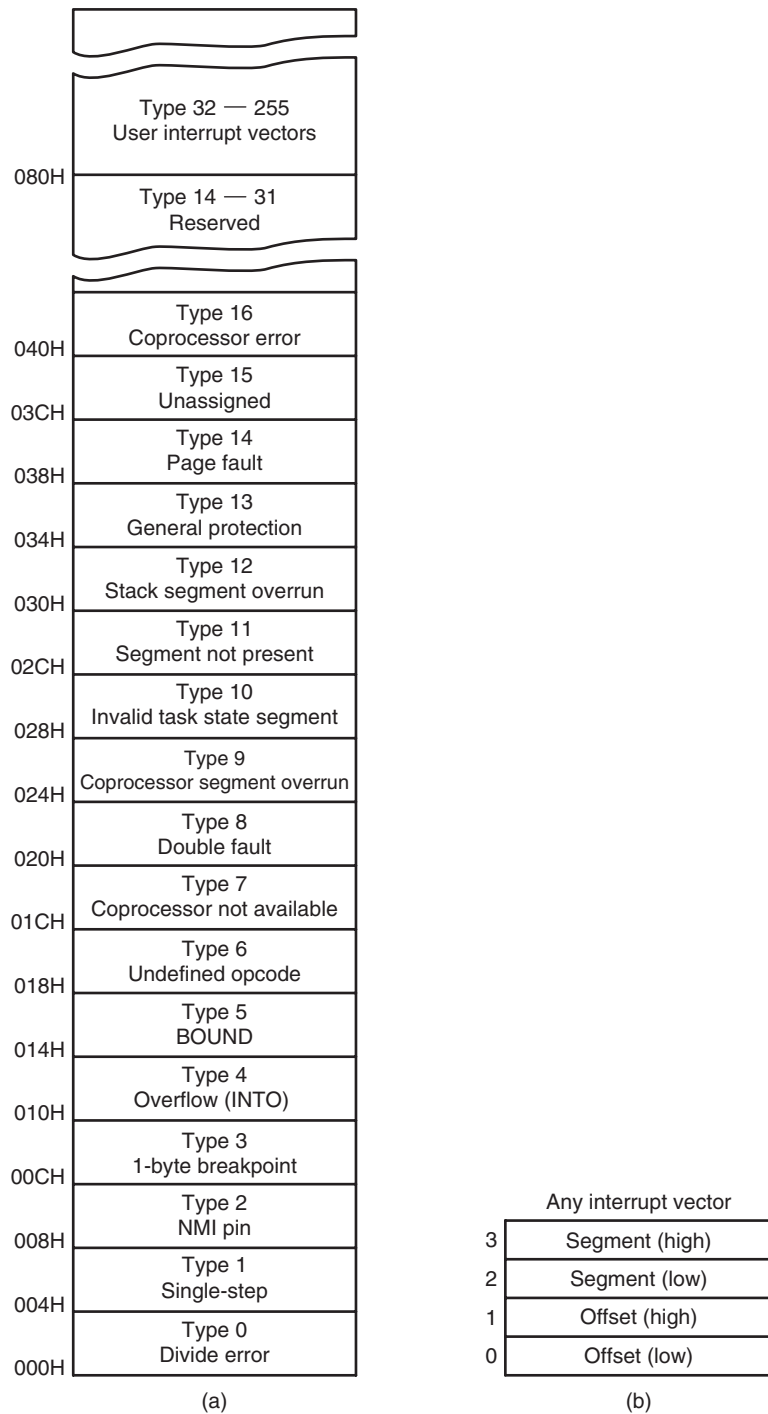 Type 32 — 255
User interrupt vectors
080H
Type 14 — 31
Reserved
Type 16
Coprocessor error
040H
Type 15
Unassigned
03CH
Type 14
Page fault
038H
Type 13
General protection
034H
Type 12
Stack segment overrun
030H
Type 11
Segment not present
02CH
Type 10
Invalid task state segment
028H
Type 9
Coprocessor segment overrun
024H
Type 8
Double fault
020H
Type 7
Coprocessor not available
01CH
Type 6
Undefined opcode
018H
Type 5
BOUND
014H
Type 4
Overflow (INTO)
010H
Type 3
1-byte breakpoint
00CH
Type 2
NMI pin
008H
Type 1
Single-step
004H
Type 0
Divide error
000H
(a)
Any interrupt vector
3 Segment (high)
2 Segment (low)
1 Offset (high)
0 Offset (low)
(b)